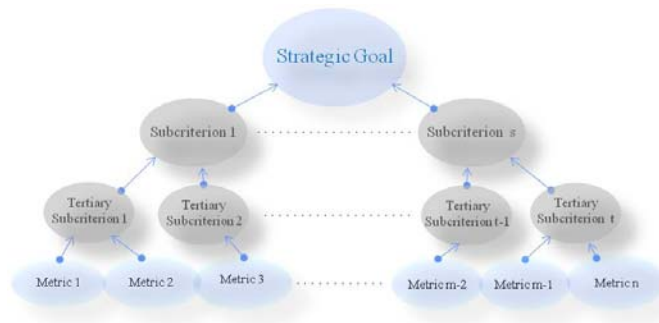 Strategic Goal
Subcriterion 1
Subcriterion s
Tertiary
Subcriterion 1
Tertiary
Subcriterion 2
Tertiary
Subcriterion t-1
Tertiary
Subcriterion t
Metric 1
Metric 2
Metric 3
Metric m-2
Metric m-1
Metric n